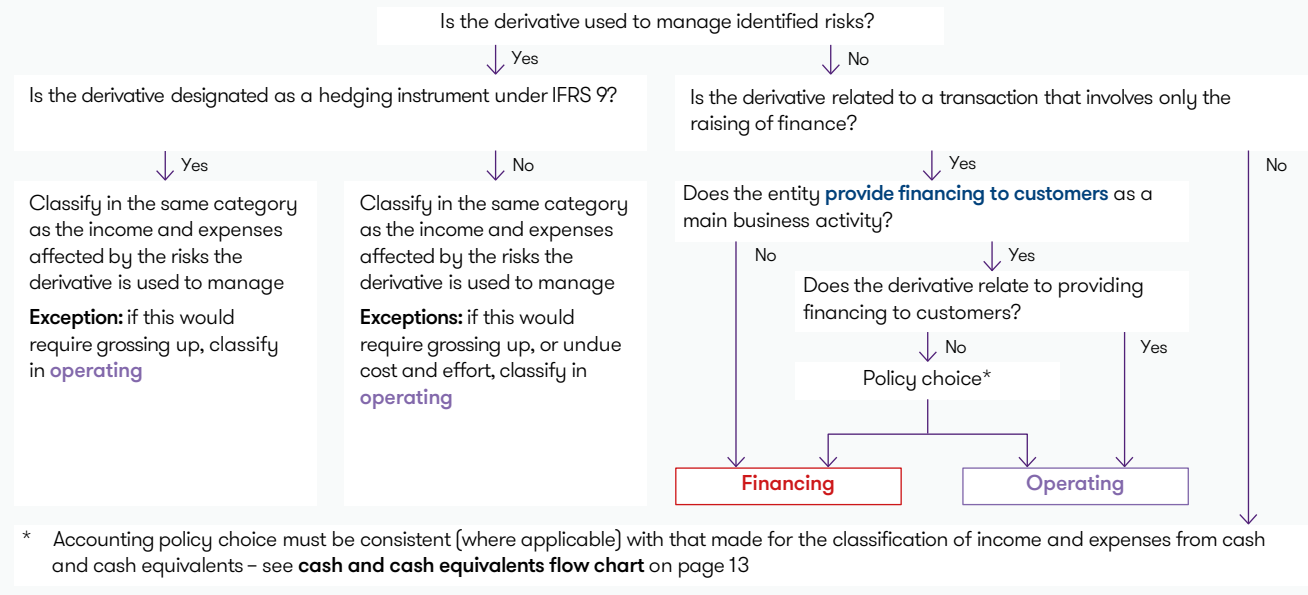 Is the derivative used to manage identified risks?
Yes
No
Is the derivative designated as a hedging instrument under IFRS 9?
Is the derivative related to a transaction that involves only the
raising of finance?
Yes
No
Yes
No
Classify in the same category
as the income and expenses
affected by the risks the
derivative is used to manage
Exception: if this would
require grossing up, classify
in operating
Classify in the same category
as the income and expenses
affected by the risks the
derivative is used to manage
Exceptions: if this would
require grossing up, or undue
cost and effort, classify in
operating
Does the entity provide financing to customers as a
main business activity?
No
Yes
Does the derivative relate to providing
financing to customers?
No
Yes
Policy choice*
Financing
Operating
* Accounting policy choice must be consistent (where applicable) with that made for the classification of income and expenses from cash
and cash equivalents – see cash and cash equivalents flow chart on page 13